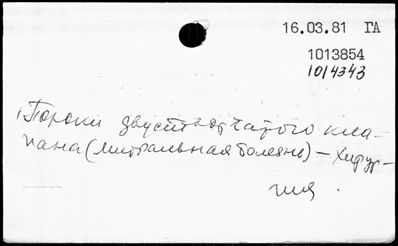 16.03.81 ГА
1013854
1014343
Пороки двустворчатого кла-
пана (митральная болезнь) – Хирур-
гия.